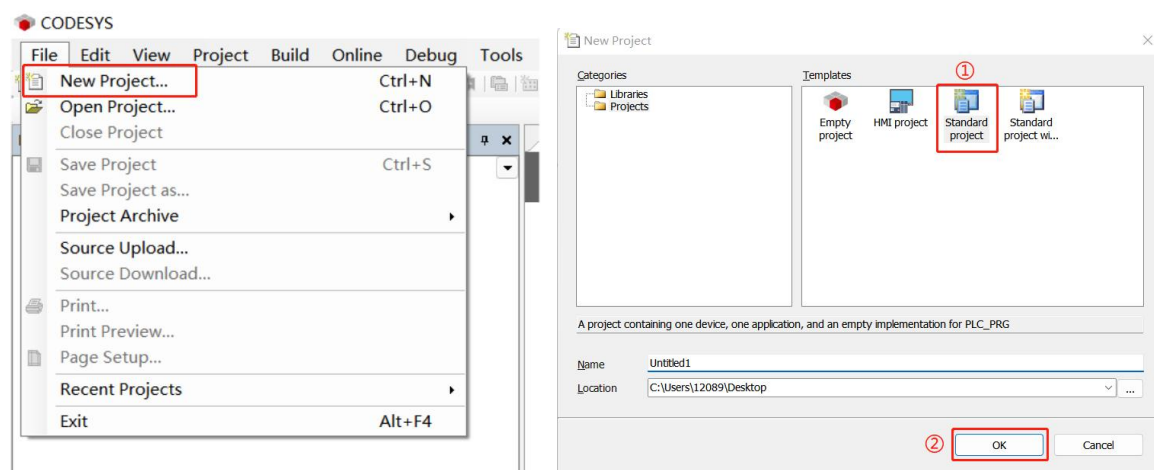 CODESYS
File Edit View Project Build Online Debug Tools
New Project... Ctrl+N
Open Project... Ctrl+O
Close Project
Save Project Ctrl+S
Save Project as...
Project Archive
Source Upload...
Source Download...
Print...
Print Preview...
Page Setup...
Recent Projects
Exit Alt+F4
New Project
Categories
Libraries
Projects
Templates
①
Empty project
HMI project
Standard project
Standard project wi...
A project containing one device, one application, and an empty implementation for PLC_PRG
Name Untitled1
Location C:\Users\12089\Desktop ...
② OK Cancel